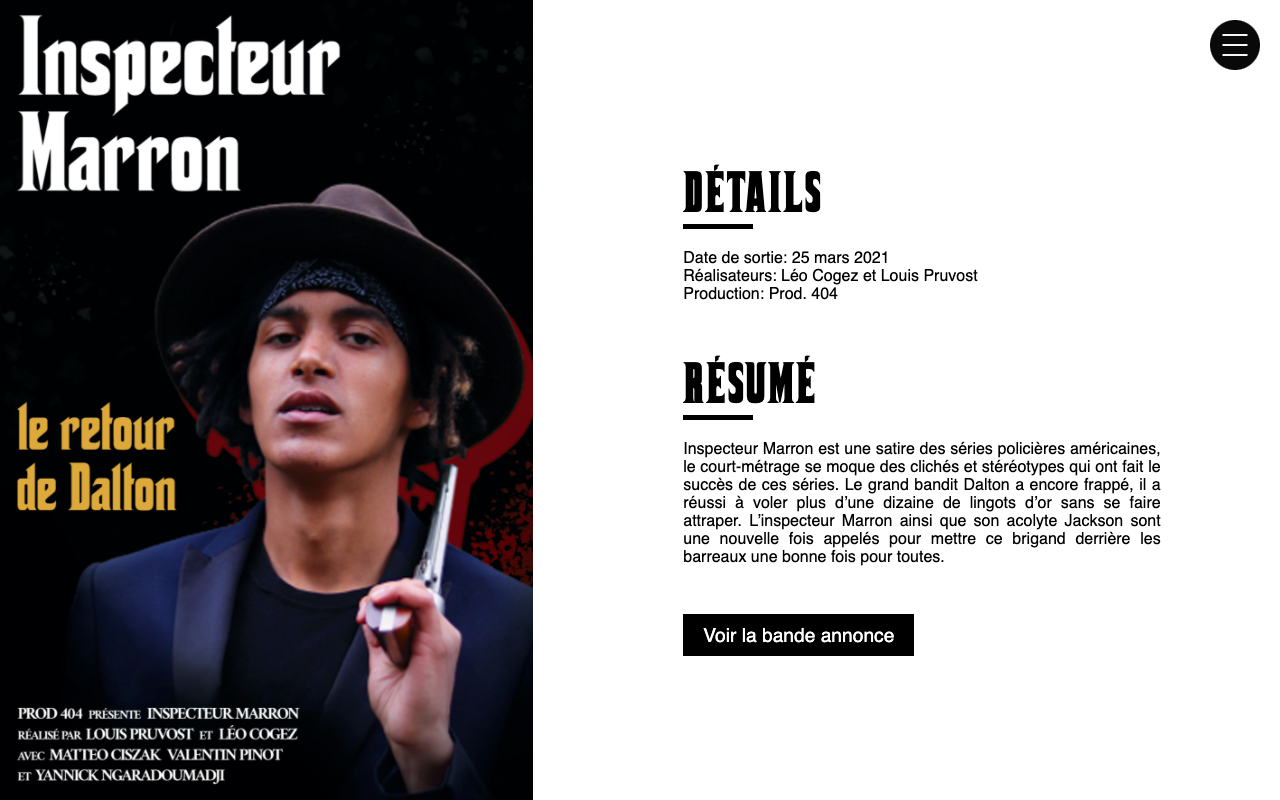 Inspecteur
Marron
le retour
de Dalton
PROD 404 PRÉSENTE INSPECTEUR MARRON
RÉALISÉ PAR LOUIS PRUVOST ET LÉO COGEZ
AVEC MATTEO CISZAK VALENTIN PINOT
ET YANNICK NGARADOUMADJI
DÉTAILS
Date de sortie: 25 mars 2021
Réalisateurs: Léo Cogez et Louis Pruvost
Production: Prod. 404
RÉSUMÉ
Inspecteur Marron est une satire des séries policières américaines,
le court-métrage se moque des clichés et stéréotypes qui ont fait le
succès de ces séries. Le grand bandit Dalton a encore frappé, il a
réussi à voler plus d’une dizaine de lingots d’or sans se faire
attraper. L’inspecteur Marron ainsi que son acolyte Jackson sont
une nouvelle fois appelés pour mettre ce brigand derrière les
barreaux une bonne fois pour toutes.
Voir la bande annonce